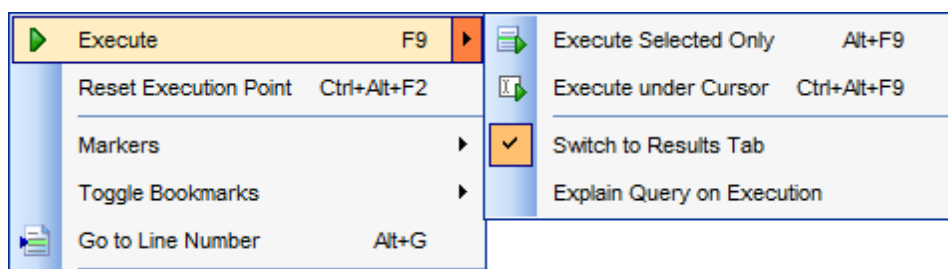 Execute F9
Reset Execution Point Ctrl+Alt+F2
Markers
Toggle Bookmarks
Go to Line Number Alt+G
Execute Selected Only Alt+F9
Execute under Cursor Ctrl+Alt+F9
Switch to Results Tab
Explain Query on Execution